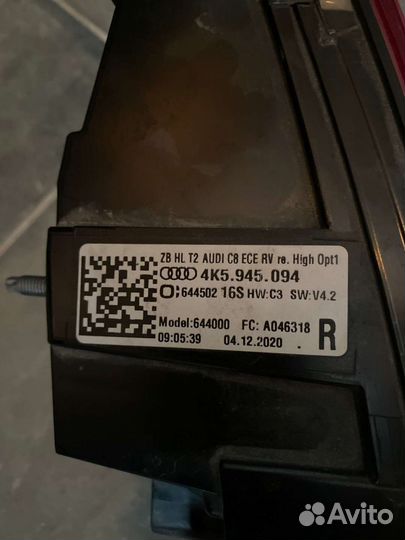 ZB HL T2 AUDI C8 ECE RV re. High Opt1
4K5.945.094
O:644502 16S HW:C3 SW:V4.2
Model:644000 FC: A046318
09:05:39 04.12.2020 R
Avito